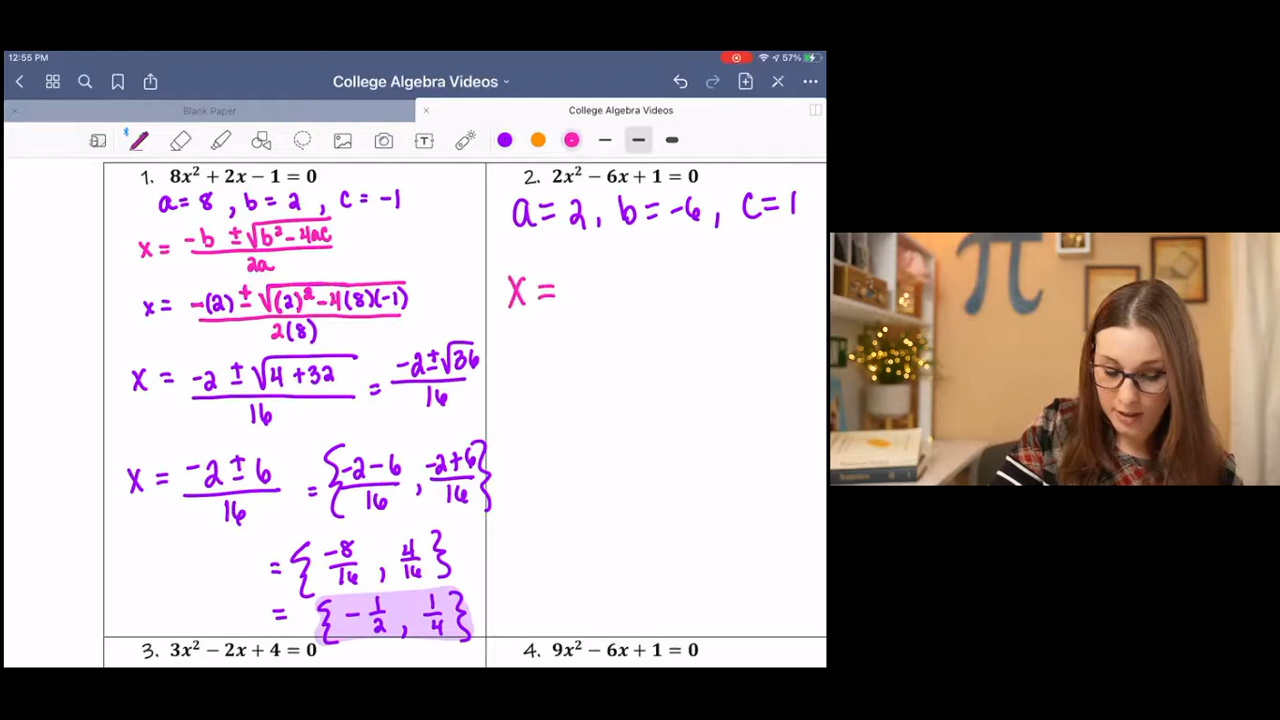 12:55 PM
57%
College Algebra Videos
Blank Paper
College Algebra Videos
T
1. 8x² + 2x − 1 = 0
a = 8 , b = 2 , c = -1
x = -b ± √b² - 4ac / 2a
x = -(2) ± √(2)² - 4(8)(-1) / 2(8)
x = -2 ± √4 + 32 / 16 = -2 ± √36 / 16
x = -2 ± 6 / 16 = { -2 - 6 / 16 , -2 + 6 / 16 }
= { -8/16 , 4/16 }
= { - 1/2 , 1/4 }
2. 2x² − 6x + 1 = 0
a = 2 , b = -6 , c = 1
x =
3. 3x² − 2x + 4 = 0
4. 9x² − 6x + 1 = 0